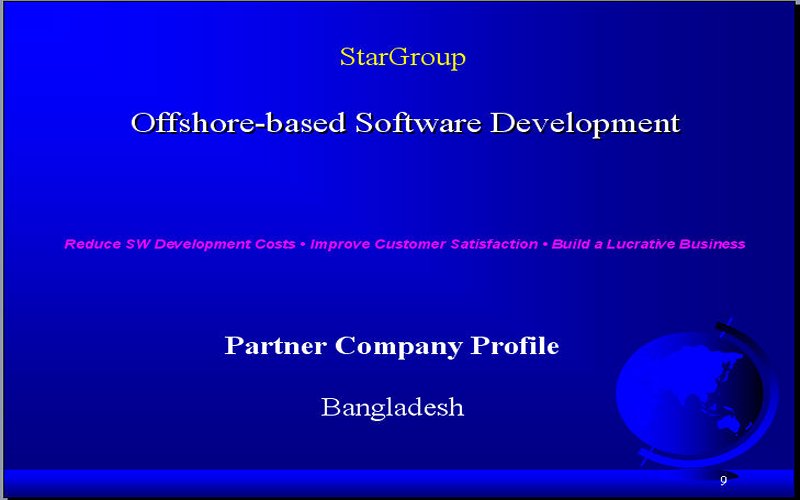 StarGroup
Offshore-based Software Development
Reduce SW Development Costs • Improve Customer Satisfaction • Build a Lucrative Business
Partner Company Profile
Bangladesh
9